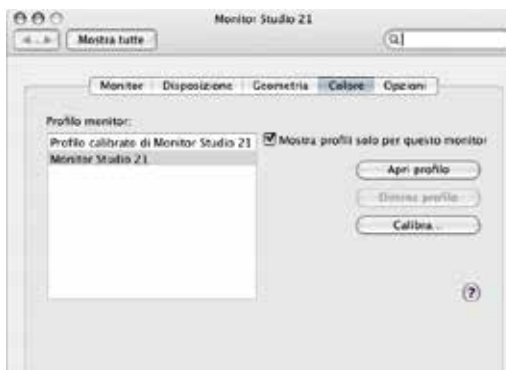 Monitor Studio 21
Mostra tutte
Monitor Disposizione Geometria Colore Opzioni
Profilo monitor:
Profilo calibrato di Monitor Studio 21
Monitor Studio 21
Mostra profili solo per questo monitor
Apri profilo
Elimina profilo
Calibra...
?